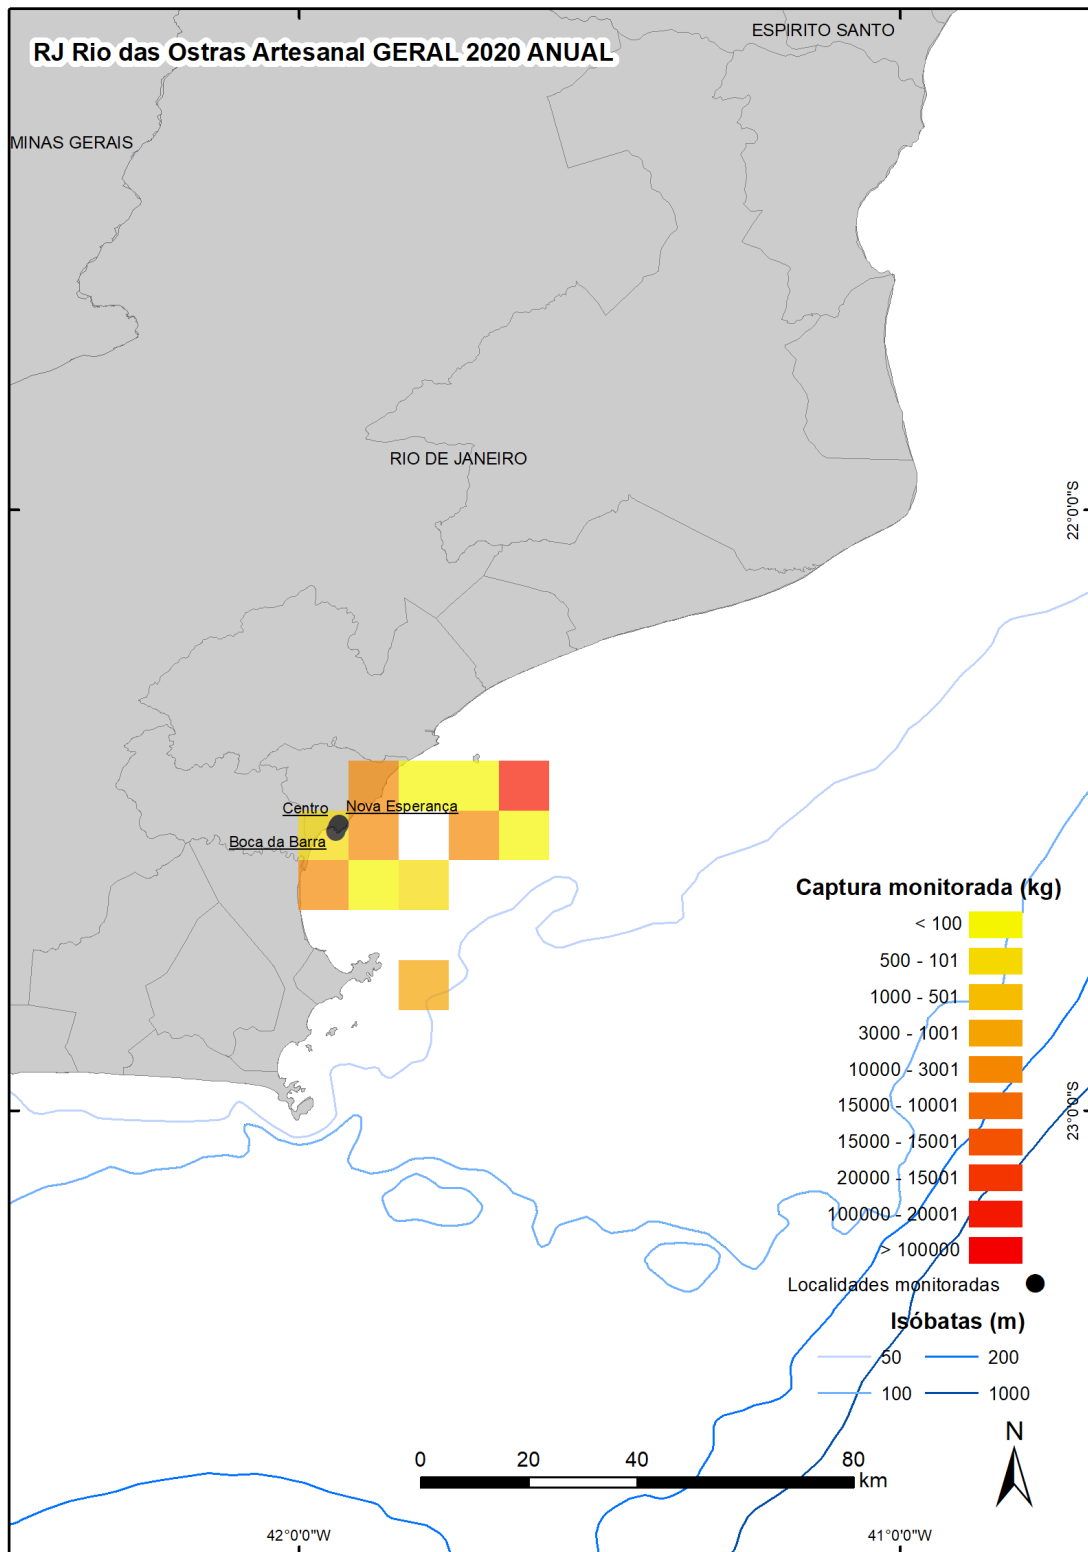 ESPIRITO SANTO
RJ Rio das Ostras Artesanal GERAL 2020 ANUAL
MINAS GERAIS
RIO DE JANEIRO
22°0'0"S
Centro
Nova Esperança
Boca da Barra
Captura monitorada (kg)
< 100
500 - 101
1000 - 501
3000 - 1001
10000 - 3001
15000 - 10001
15000 - 15001
20000 - 15001
100000 - 20001
> 100000
23°0'0"S
Localidades monitoradas
Isóbatas (m)
50 200
100 1000
N
0 20 40 80
km
42°0'0"W 41°0'0"W